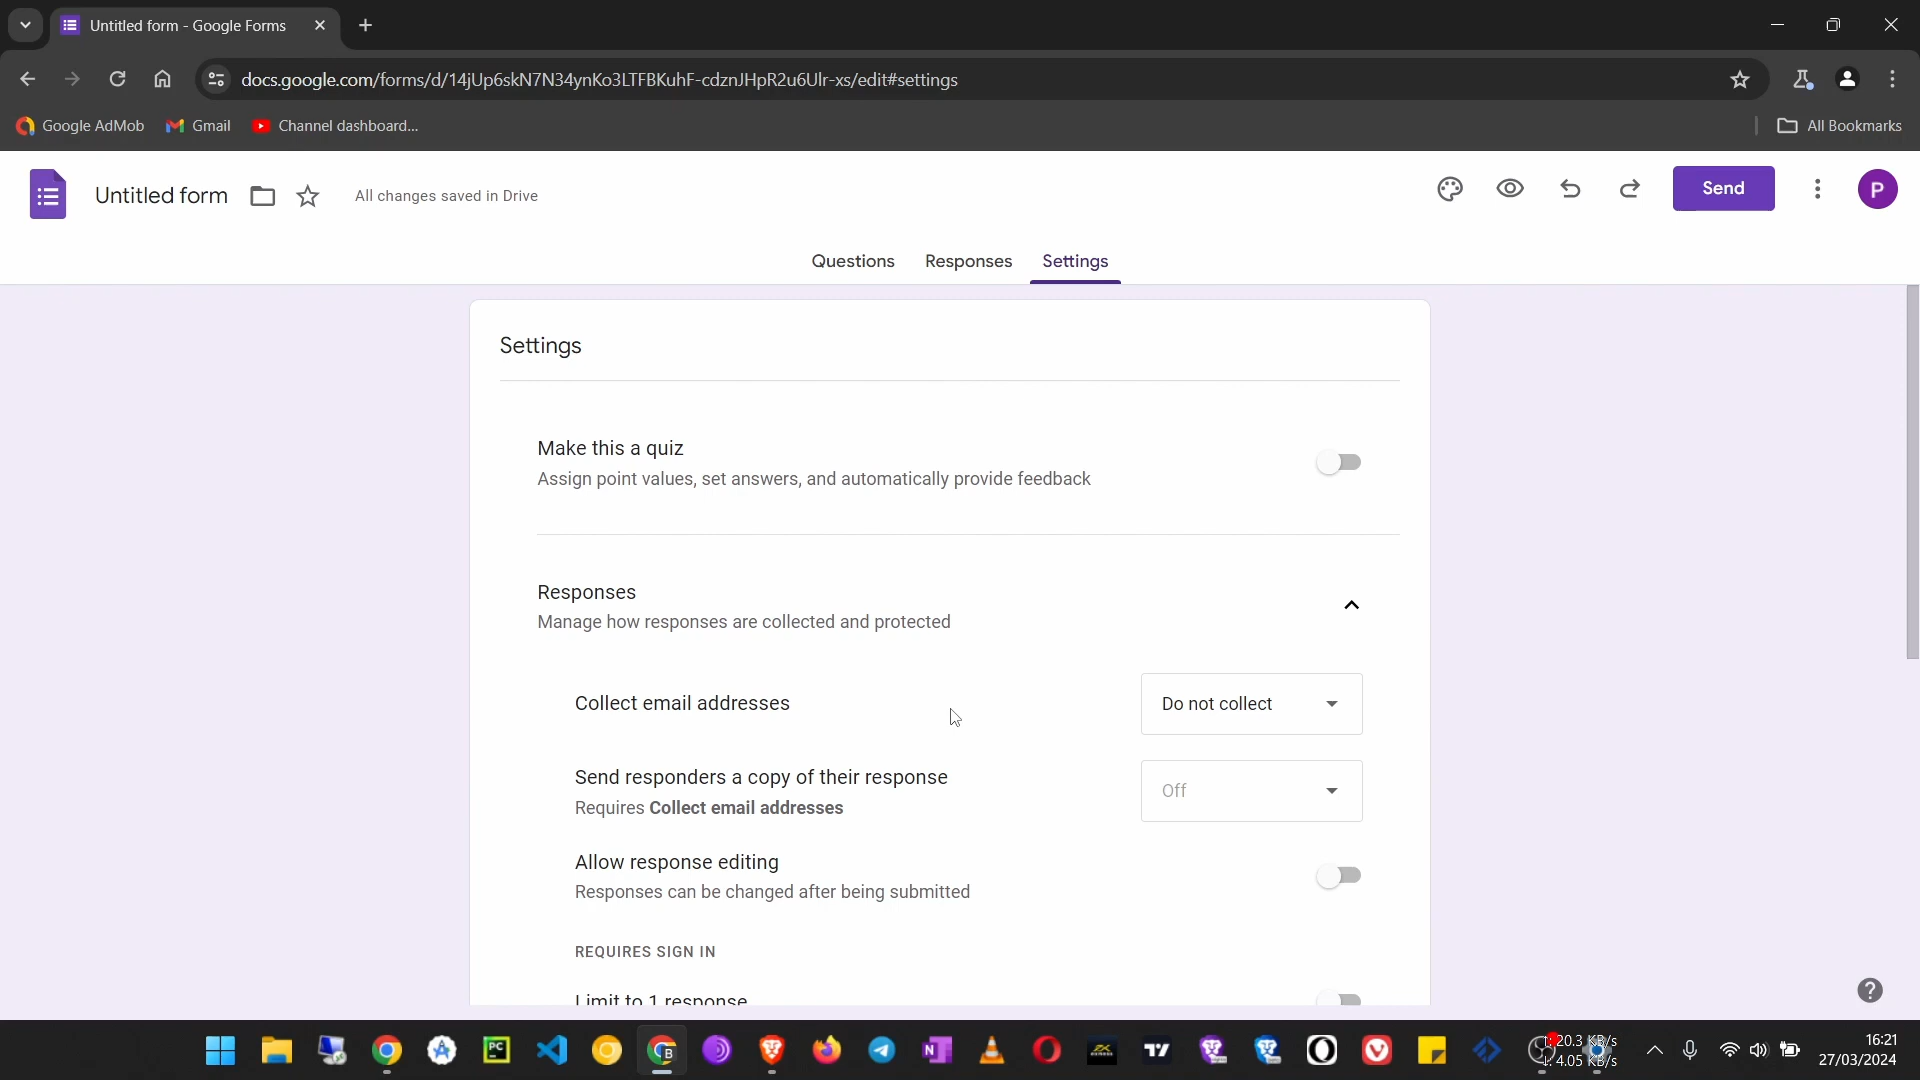 Untitled form - Google Forms
docs.google.com/forms/d/14jUp6skN7N34ynKo3LTFBKuhF-cdznJHpR2u6Ulr-xs/edit#settings
Google AdMob
Gmail
Channel dashboard...
All Bookmarks
Untitled form
All changes saved in Drive
Send
P
Questions
Responses
Settings
Settings
Make this a quiz
Assign point values, set answers, and automatically provide feedback
Responses
Manage how responses are collected and protected
Collect email addresses
Do not collect
Send responders a copy of their response
Requires Collect email addresses
Off
Allow response editing
Responses can be changed after being submitted
REQUIRES SIGN IN
Limit to 1 response
20.3 KB/s
4.05 KB/s
16:21
27/03/2024